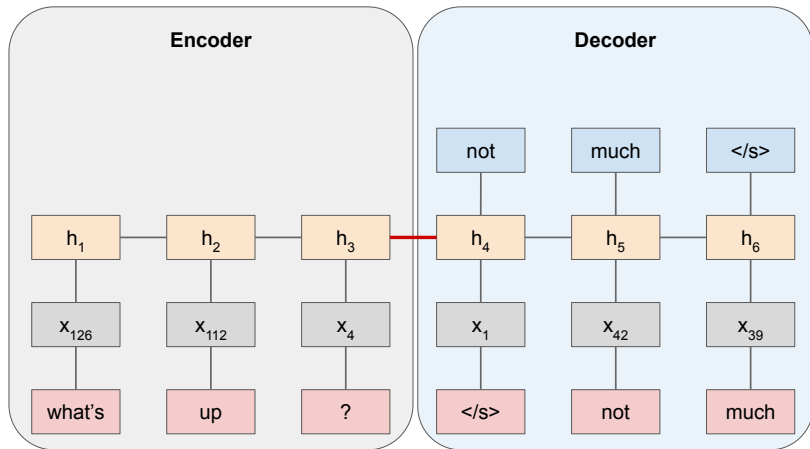 Encoder Decoder
not much </s>
h₁ h₂ h₃ h₄ h₅ h₆
x₁₂₆ x₁₁₂ x₄ x₁ x₄₂ x₃₉
what's up ? </s> not much